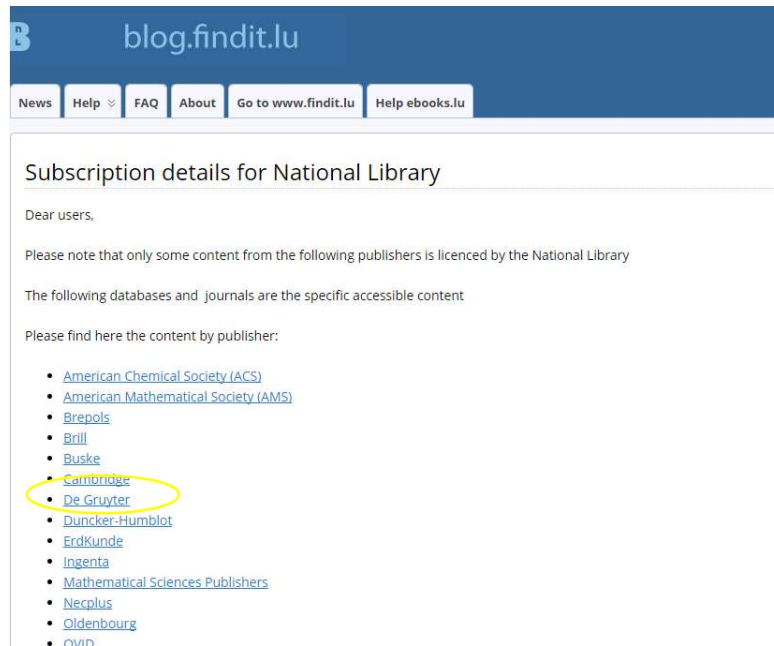 BnL
blog.findit.lu
News Help FAQ About Go to www.findit.lu Help ebooks.lu
Subscription details for National Library
Dear users,
Please note that only some content from the following publishers is licenced by the National Library
The following databases and journals are the specific accessible content
Please find here the content by publisher:
American Chemical Society (ACS)
American Mathematical Society (AMS)
Brepols
Brill
Buske
Cambridge
De Gruyter
Duncker-Humblot
ErdKunde
Ingenta
Mathematical Sciences Publishers
Necplus
Oldenbourg
OVID